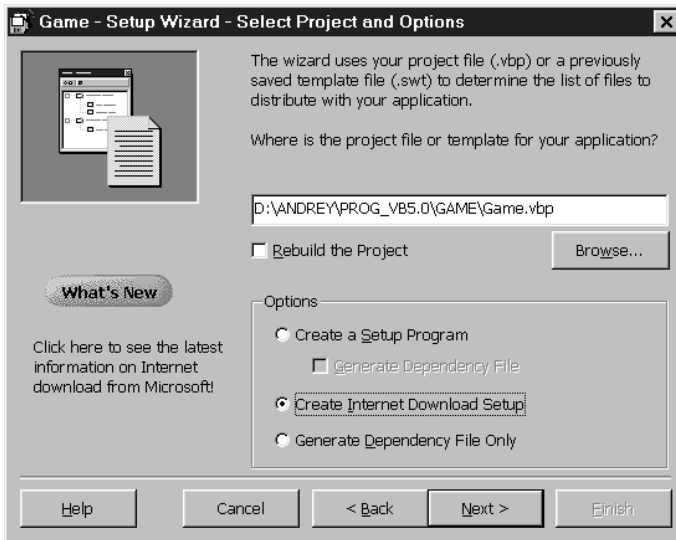 Game - Setup Wizard - Select Project and Options
The wizard uses your project file (.vbp) or a previously
saved template file (.swt) to determine the list of files to
distribute with your application.
Where is the project file or template for your application?
D:\ANDREY\PROG_VB5.0\GAME\Game.vbp
Rebuild the Project
Browse...
What's New
Click here to see the latest
information on Internet
download from Microsoft!
Options
Create a Setup Program
Generate Dependency File
Create Internet Download Setup
Generate Dependency File Only
Help
Cancel
< Back
Next >
Finish